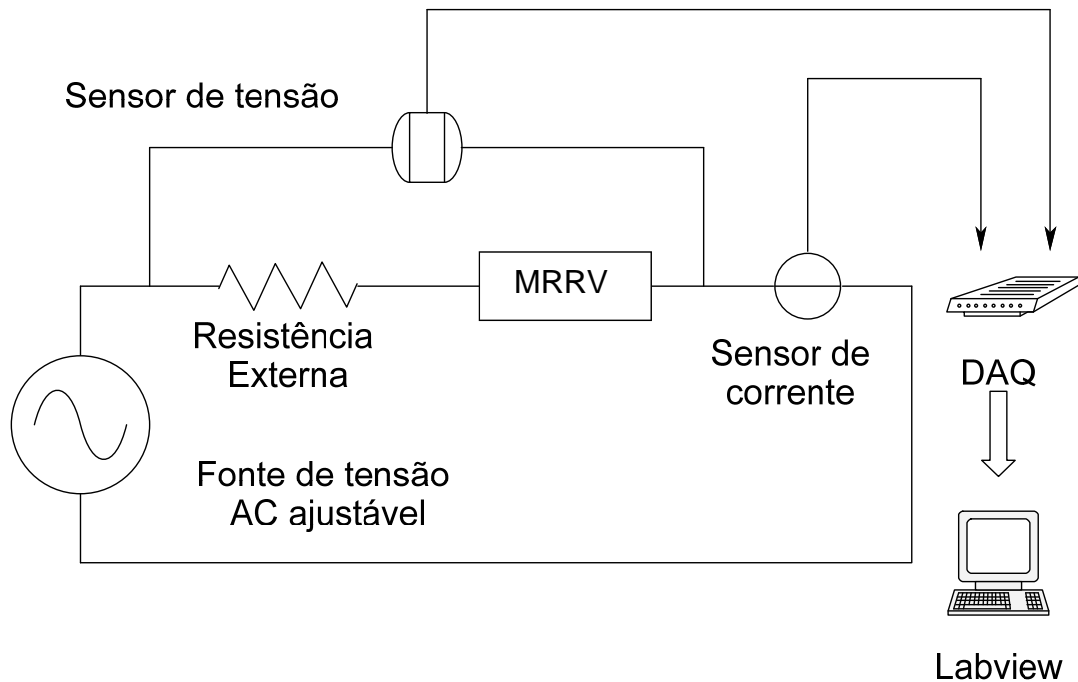 Sensor de tensão
MRRV
Resistência
Externa
Sensor de
corrente
DAQ
Fonte de tensão
AC ajustável
Labview